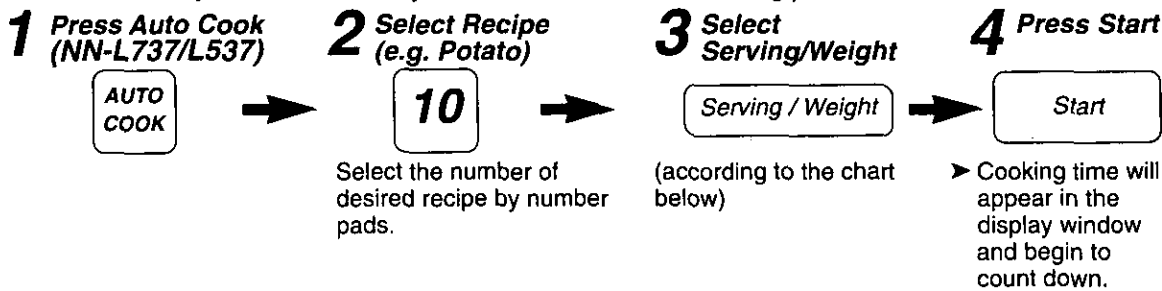 1 Press Auto Cook
(NN-L737/L537)
AUTO
COOK
2 Select Recipe
(e.g. Potato)
10
Select the number of
desired recipe by number
pads.
3 Select
Serving/Weight
Serving / Weight
(according to the chart
below)
4 Press Start
Start
➤ Cooking time will
appear in the
display window
and begin to
count down.